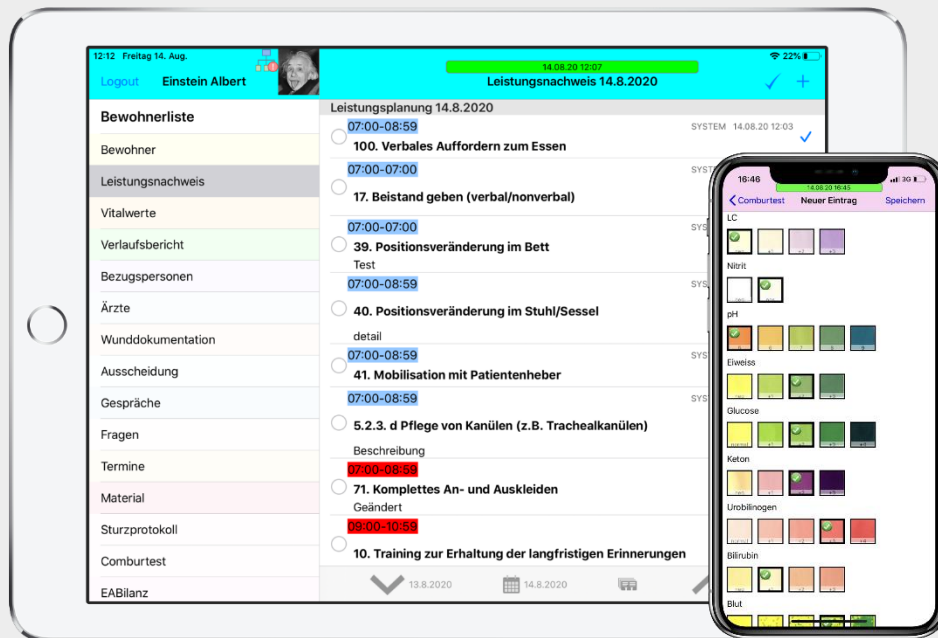 12:12 Freitag 14. Aug.
22%
14.08.20 12:07
Logout Einstein Albert
Leistungsnachweis 14.8.2020
Bewohnerliste
Bewohner
Leistungsnachweis
Vitalwerte
Verlaufsbericht
Bezugspersonen
Ärzte
Wunddokumentation
Ausscheidung
Gespräche
Fragen
Termine
Material
Sturzprotokoll
Comburtest
EABilanz
Leistungsplanung 14.8.2020
07:00-08:59
SYSTEM 14.08.20 12:03
100. Verbales Auffordern zum Essen
07:00-07:00
17. Beistand geben (verbal/nonverbal)
07:00-07:00
39. Positionsveränderung im Bett
Test
07:00-08:59
40. Positionsveränderung im Stuhl/Sessel
detail
07:00-08:59
41. Mobilisation mit Patientenheber
07:00-08:59
5.2.3. d Pflege von Kanülen (z.B. Trachealkanülen)
Beschreibung
07:00-08:59
71. Komplettes An- und Auskleiden
Geändert
09:00-10:59
10. Training zur Erhaltung der langfristigen Erinnerungen
13.8.2020 14.8.2020
16:46
3G
14.08.20 16:45
Comburtest Neuer Eintrag Speichern
LC
Nitrit
pH
Eiweiss
Glucose
Keton
Urobilinogen
Bilirubin
Blut